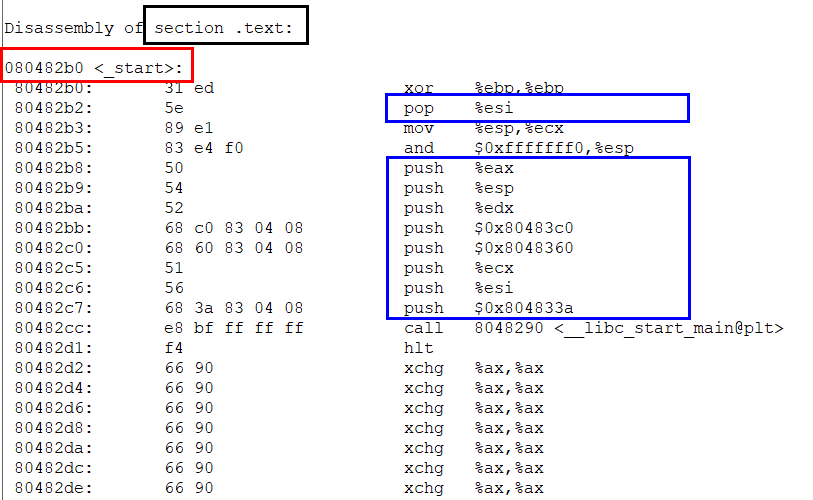 Disassembly of section .text:
080482b0 <_start>:
80482b0: 31 ed xor %ebp,%ebp
80482b2: 5e pop %esi
80482b3: 89 e1 mov %esp,%ecx
80482b5: 83 e4 f0 and $0xfffffff0,%esp
80482b8: 50 push %eax
80482b9: 54 push %esp
80482ba: 52 push %edx
80482bb: 68 c0 83 04 08 push $0x80483c0
80482c0: 68 60 83 04 08 push $0x8048360
80482c5: 51 push %ecx
80482c6: 56 push %esi
80482c7: 68 3a 83 04 08 push $0x804833a
80482cc: e8 bf ff ff ff call 8048290 <__libc_start_main@plt>
80482d1: f4 hlt
80482d2: 66 90 xchg %ax,%ax
80482d4: 66 90 xchg %ax,%ax
80482d6: 66 90 xchg %ax,%ax
80482d8: 66 90 xchg %ax,%ax
80482da: 66 90 xchg %ax,%ax
80482dc: 66 90 xchg %ax,%ax
80482de: 66 90 xchg %ax,%ax